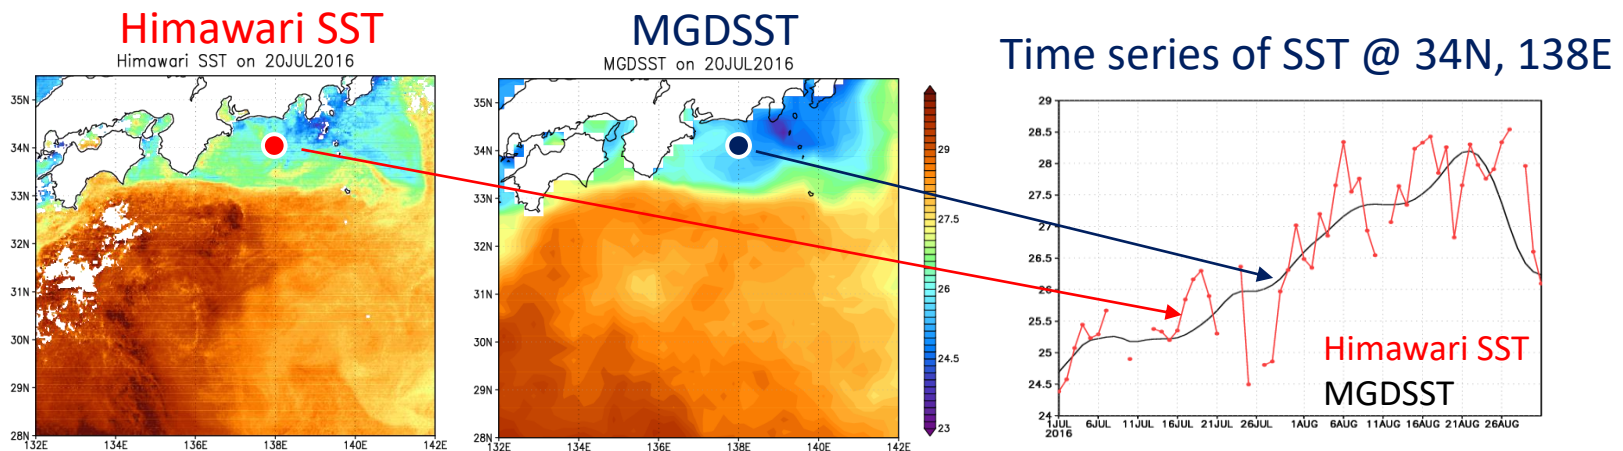 Himawari SST
Himawari SST on 20JUL2016
35N
34N
33N
32N
31N
30N
29N
28N
132E 134E 136E 138E 140E 142E
MGDSST
MGDSST on 20JUL2016
35N
34N
33N
32N
31N
30N
29N
28N
132E 134E 136E 138E 140E 142E
29
27.5
26
24.5
23
Time series of SST @ 34N, 138E
29
28.5
28
27.5
27
26.5
26
25.5
25
24.5
24
Himawari SST
MGDSST
1JUL 6JUL 11JUL 16JUL 21JUL 26JUL 1AUG 6AUG 11AUG 16AUG 21AUG 26AUG
2016